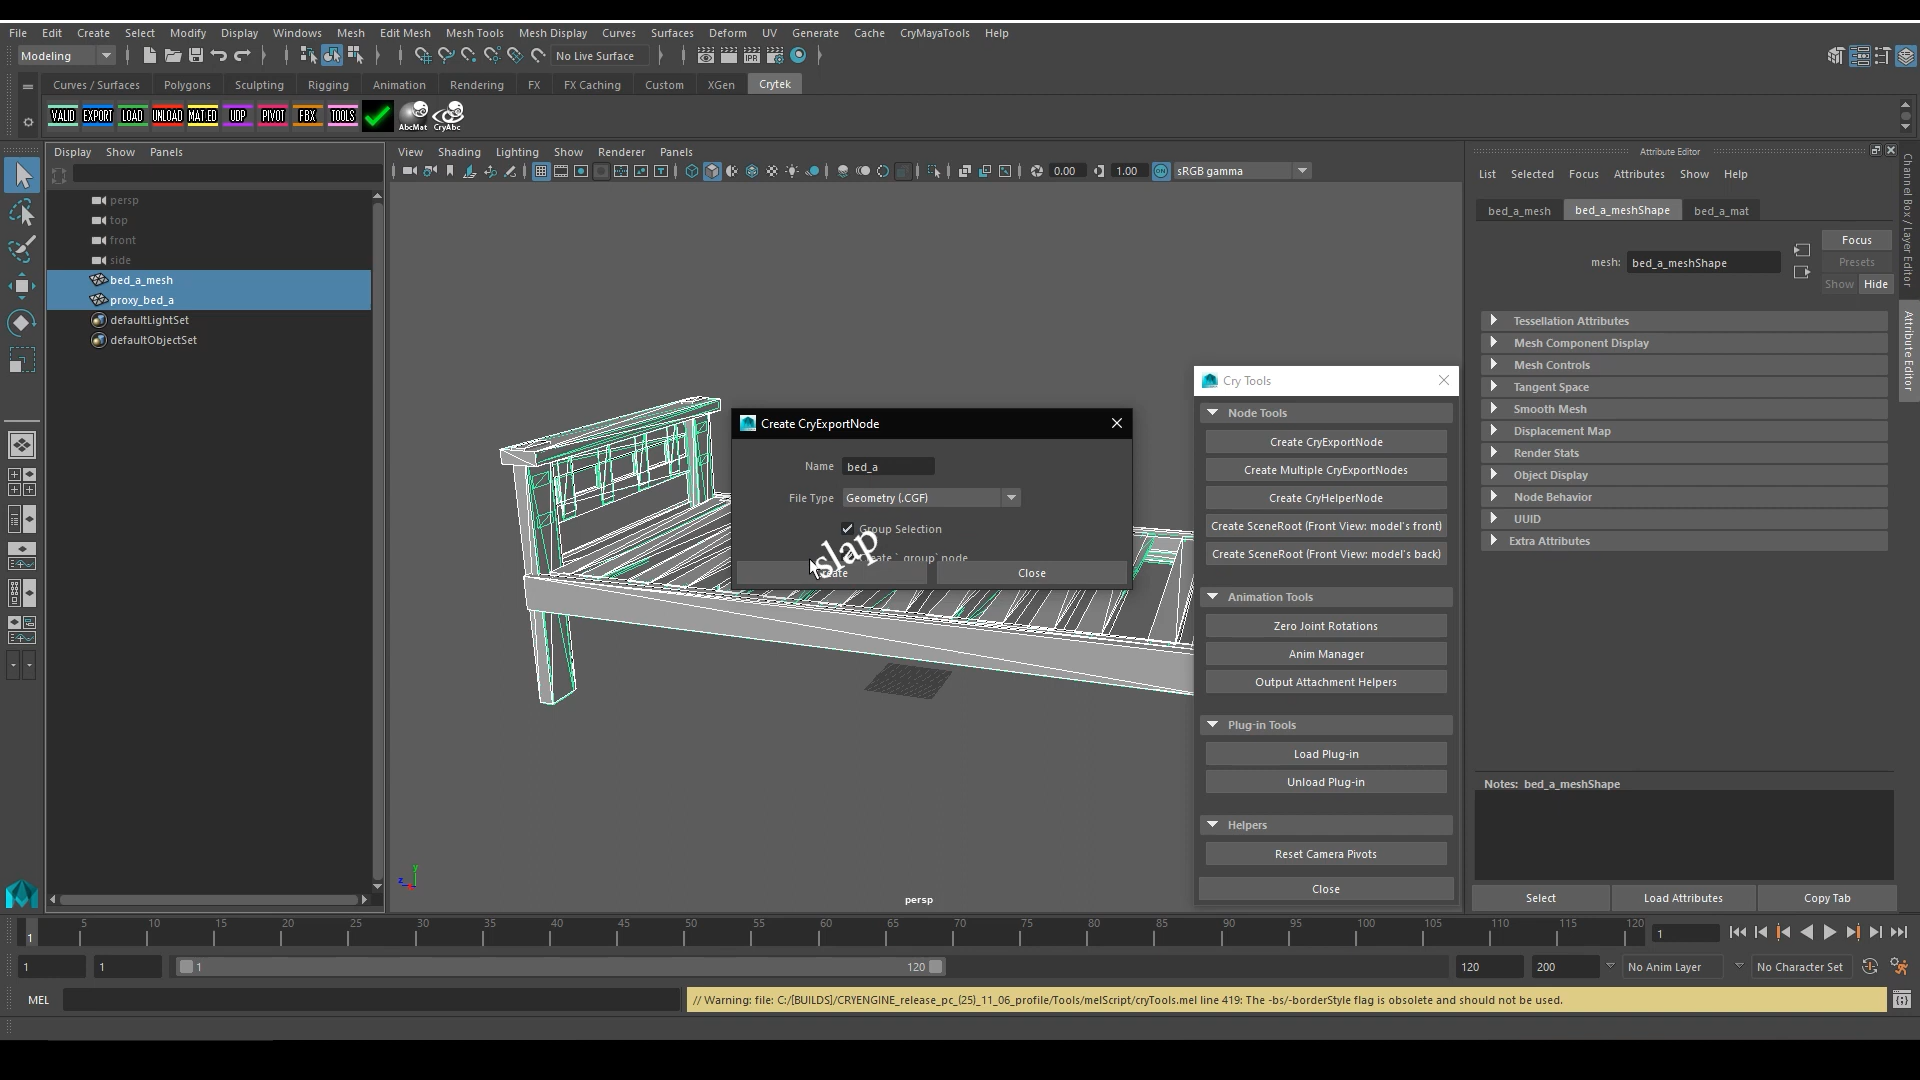 File Edit Create Select Modify Display Windows Mesh Edit Mesh Mesh Tools Mesh Display Curves Surfaces Deform UV Generate Cache CryMayaTools Help
Modeling
No Live Surface
Curves / Surfaces Polygons Sculpting Rigging Animation Rendering FX FX Caching Custom XGen Crytek
VALID EXPORT LOAD UNLOAD MAT.ED UDP PIVOT FBX TOOLS AbcMat CryAbc
Display Show Panels
persp
top
front
side
bed_a_mesh
proxy_bed_a
defaultLightSet
defaultObjectSet
View Shading Lighting Show Renderer Panels
0.00 1.00 ON sRGB gamma
Create CryExportNode
Name bed_a
File Type Geometry (.CGF)
Group Selection
slap
`_group` node
Close
y
z
persp
Cry Tools
Node Tools
Create CryExportNode
Create Multiple CryExportNodes
Create CryHelperNode
Create SceneRoot (Front View: model's front)
Create SceneRoot (Front View: model's back)
Animation Tools
Zero Joint Rotations
Anim Manager
Output Attachment Helpers
Plug-in Tools
Load Plug-in
Unload Plug-in
Helpers
Reset Camera Pivots
Close
Attribute Editor
List Selected Focus Attributes Show Help
bed_a_mesh bed_a_meshShape bed_a_mat
mesh: bed_a_meshShape
Focus
Presets
Show Hide
Tessellation Attributes
Mesh Component Display
Mesh Controls
Tangent Space
Smooth Mesh
Displacement Map
Render Stats
Object Display
Node Behavior
UUID
Extra Attributes
Notes: bed_a_meshShape
Select Load Attributes Copy Tab
Channel Box / Layer Editor
Attribute Editor
1 5 10 15 20 25 30 35 40 45 50 55 60 65 70 75 80 85 90 95 100 105 110 115 120 1
1 1 1 120 120 200 No Anim Layer No Character Set
MEL // Warning: file: C:/[BUILDS]/CRYENGINE_release_pc_(25)_11_06_profile/Tools/melScript/cryTools.mel line 419: The -bs/-borderStyle flag is obsolete and should not be used.